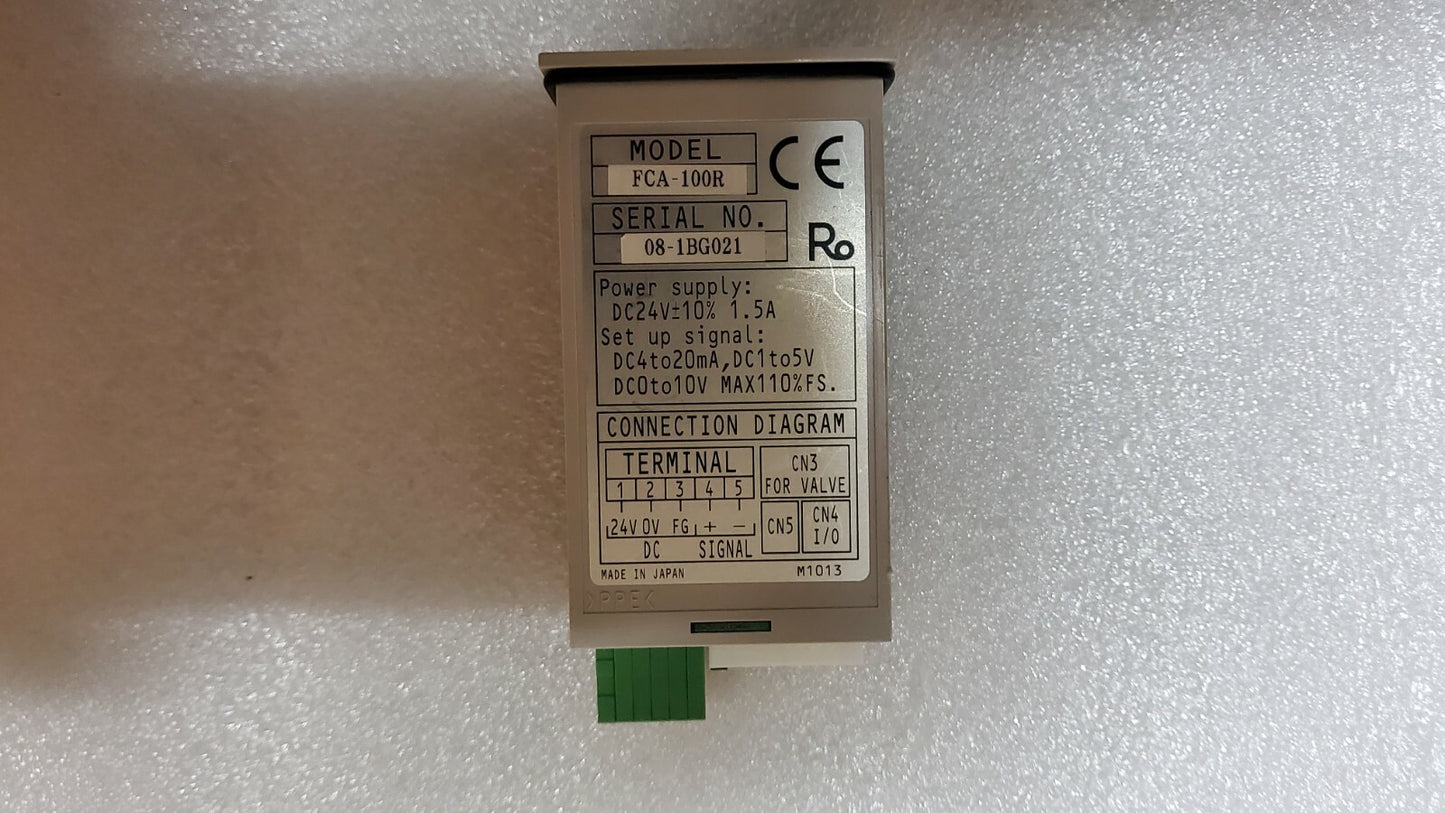 MODEL
FCA-100R
CE
SERIAL NO.
08-1BG021
Ro
Power supply:
DC24V±10% 1.5A
Set up signal:
DC4to20mA,DC1to5V
DC0to10V MAX110%FS.
CONNECTION DIAGRAM
TERMINAL
1 2 3 4 5
24V 0V FG + −
DC SIGNAL
CN3
FOR VALVE
CN5
CN4
I/O
MADE IN JAPAN
M1013
>PPE<